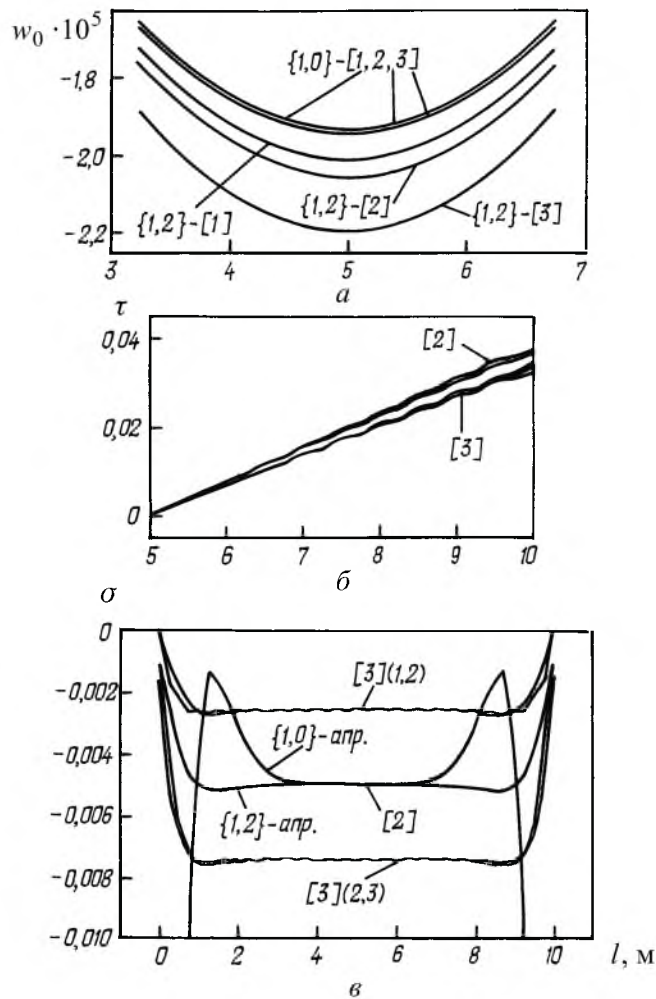 w₀ · 10⁵
-1,8
-2,0
-2,2
{1,0}-[1,2,3]
{1,2}-[1]
{1,2}-[2]
{1,2}-[3]
3 4 5 6 7
а
τ
0,04
0,02
0
[2]
[3]
5 6 7 8 9 10
б
σ
0
-0,002
-0,004
-0,006
-0,008
-0,010
[3](1,2)
{1,0}-апр.
{1,2}-апр.
[2]
[3](2,3)
0 2 4 6 8 10 l, м
в